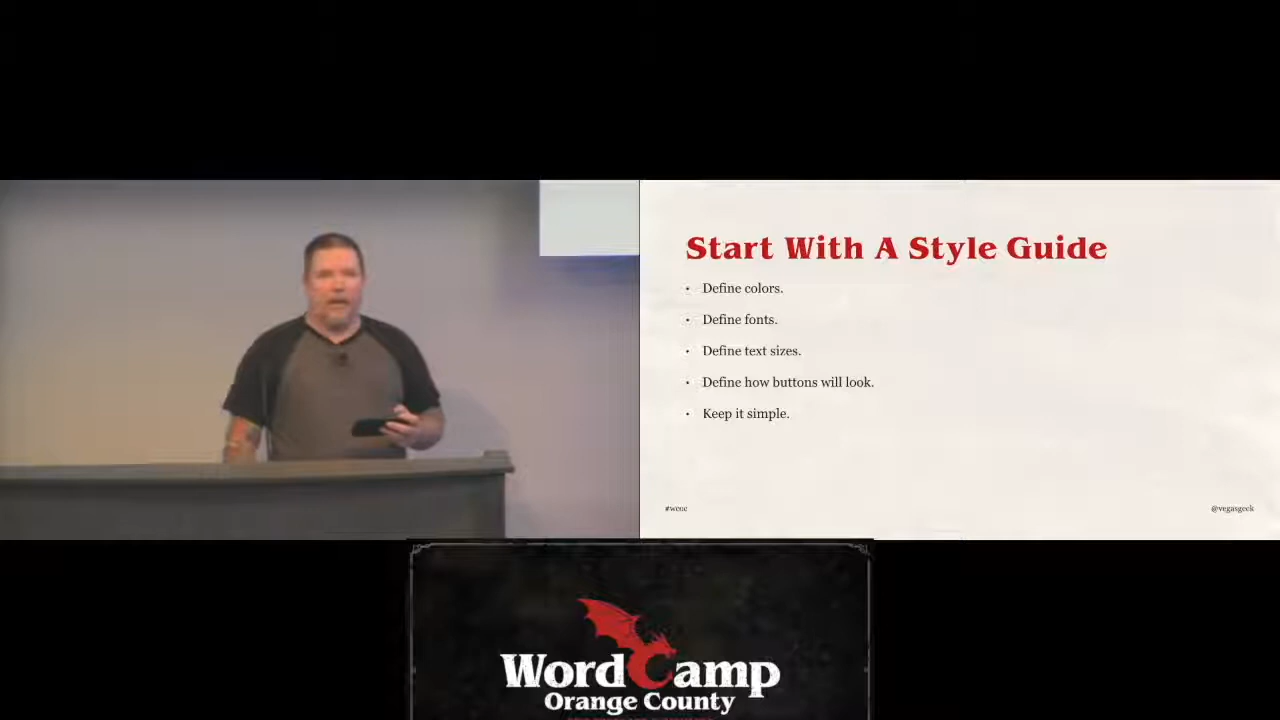 Start With A Style Guide
• Define colors.
• Define fonts.
• Define text sizes.
• Define how buttons will look.
• Keep it simple.
#wcoc
@vegasgeek
WordCamp
Orange County